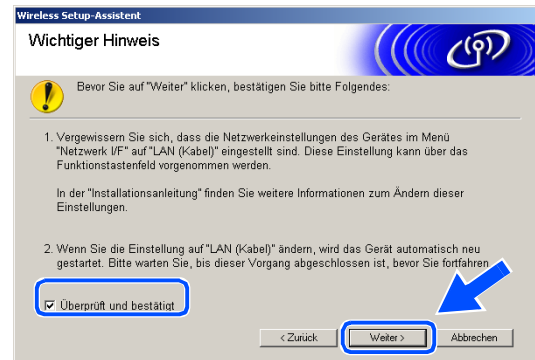 Wireless Setup-Assistent
Wichtiger Hinweis
Bevor Sie auf "Weiter" klicken, bestätigen Sie bitte Folgendes:
1. Vergewissern Sie sich, dass die Netzwerkeinstellungen des Gerätes im Menü
"Netzwerk I/F" auf "LAN (Kabel)" eingestellt sind. Diese Einstellung kann über das
Funktionstastenfeld vorgenommen werden.
In der "Installationsanleitung" finden Sie weitere Informationen zum Ändern dieser
Einstellungen.
2. Wenn Sie die Einstellung auf "LAN (Kabel)" ändern, wird das Gerät automatisch neu
gestartet. Bitte warten Sie, bis dieser Vorgang abgeschlossen ist, bevor Sie fortfahren.
Überprüft und bestätigt
< Zurück Weiter > Abbrechen